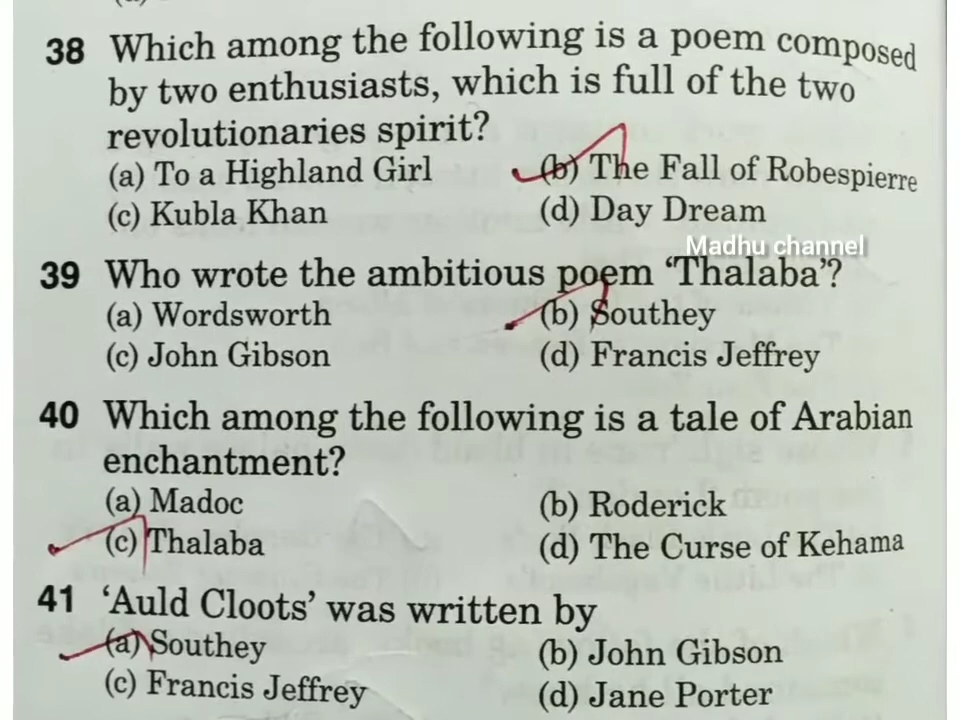 38 Which among the following is a poem composed
by two enthusiasts, which is full of the two
revolutionaries spirit?
(a) To a Highland Girl (b) The Fall of Robespierre
(c) Kubla Khan (d) Day Dream
Madhu channel
39 Who wrote the ambitious poem ‘Thalaba’?
(a) Wordsworth (b) Southey
(c) John Gibson (d) Francis Jeffrey
40 Which among the following is a tale of Arabian
enchantment?
(a) Madoc (b) Roderick
(c) Thalaba (d) The Curse of Kehama
41 ‘Auld Cloots’ was written by
(a) Southey (b) John Gibson
(c) Francis Jeffrey (d) Jane Porter